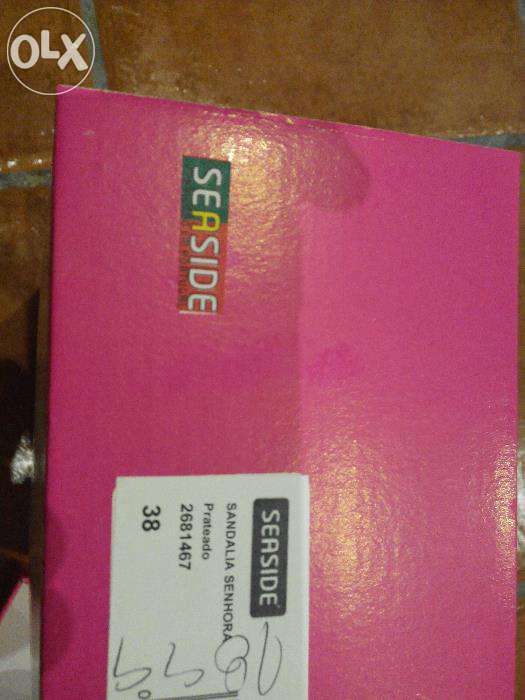 OLX
SEASIDE
SEASIDE
SANDALIA SENHORA
Prateado
2681467
38